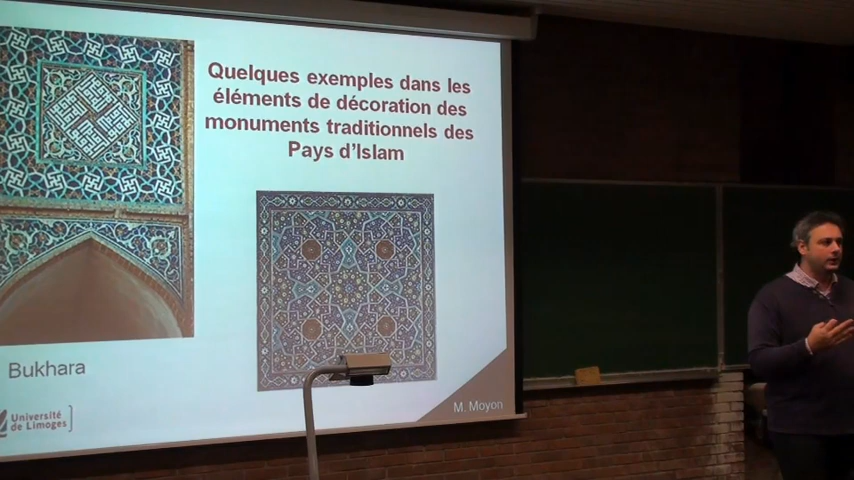 Quelques exemples dans les
éléments de décoration des
monuments traditionnels des
Pays d'Islam
Bukhara
Université
de Limoges
M. Moyon